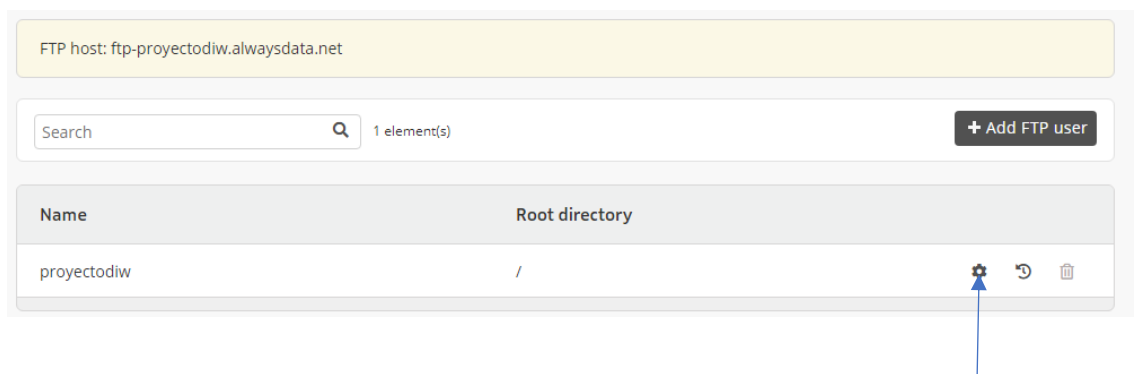 FTP host: ftp-proyectodiw.alwaysdata.net
Search 1 element(s) + Add FTP user
Name Root directory
proyectodiw /